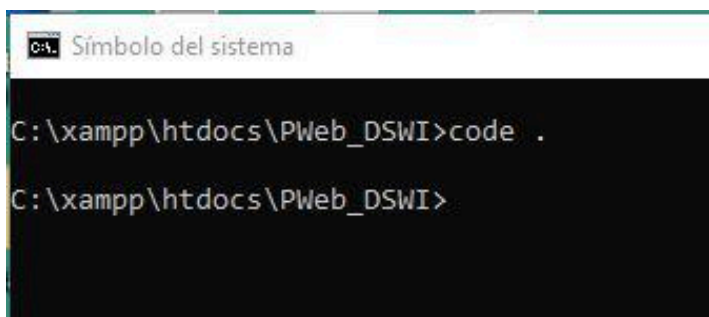 C:\. Símbolo del sistema
C:\xampp\htdocs\PWeb_DSWI>code .
C:\xampp\htdocs\PWeb_DSWI>